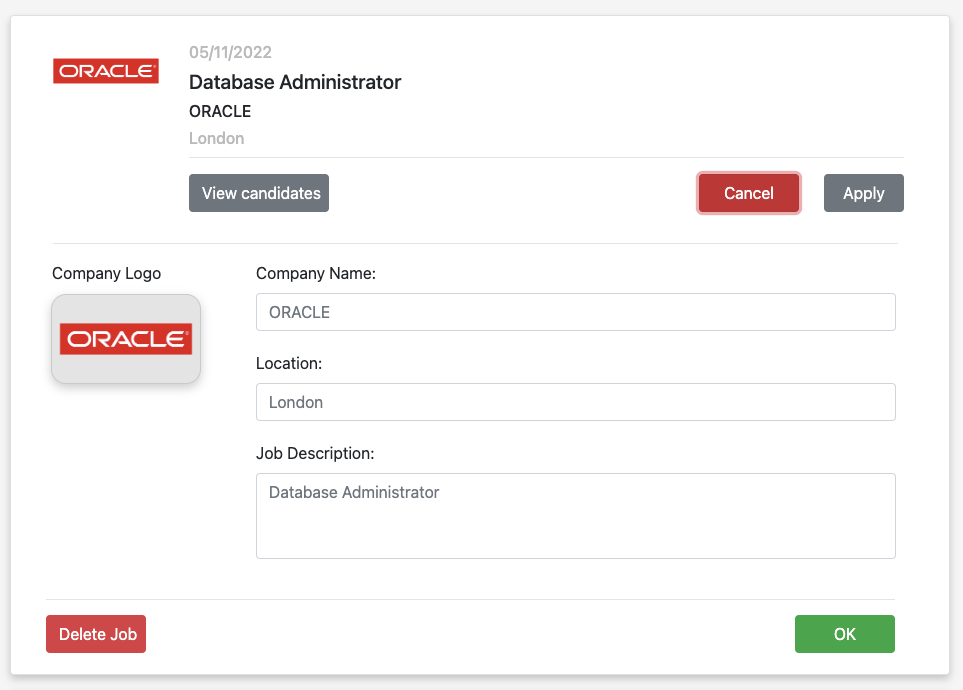 ORACLE
05/11/2022
Database Administrator
ORACLE
London
View candidates
Cancel
Apply
Company Logo
ORACLE
Company Name:
ORACLE
Location:
London
Job Description:
Database Administrator
Delete Job
OK